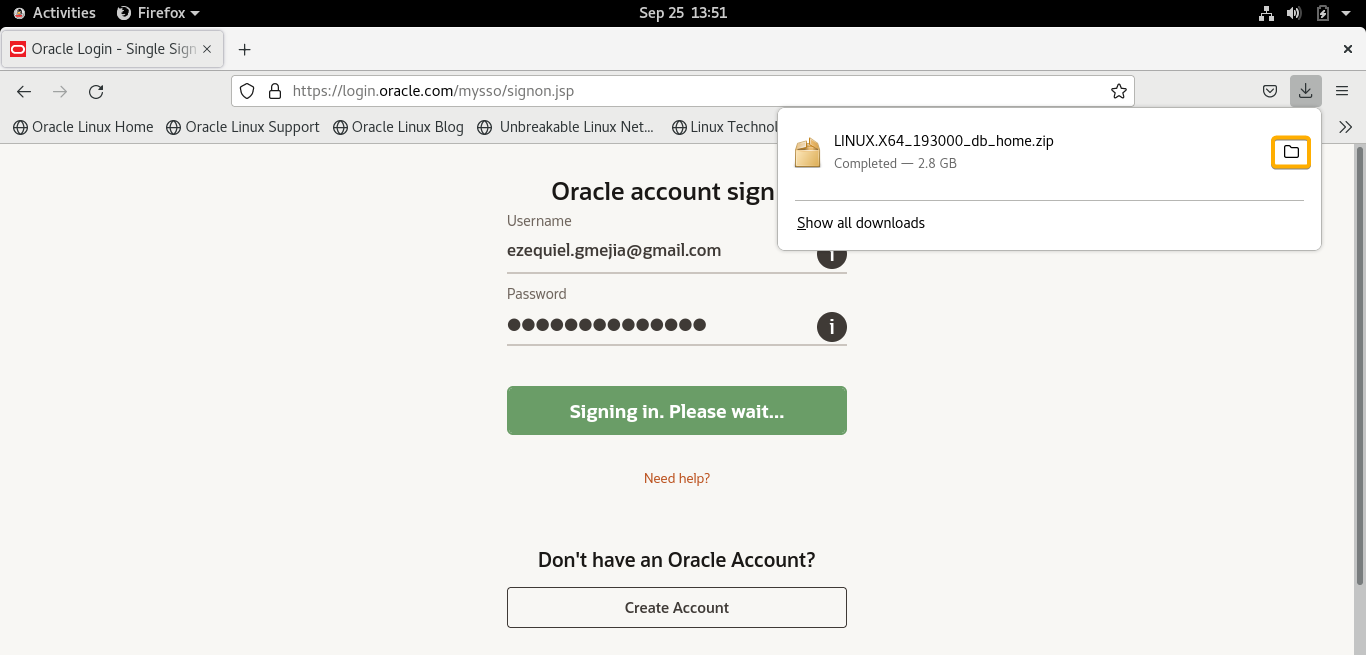 Activities Firefox Sep 25 13:51
Oracle Login - Single Sign
https://login.oracle.com/mysso/signon.jsp
Oracle Linux Home Oracle Linux Support Oracle Linux Blog Unbreakable Linux Net... Linux Technol
LINUX.X64_193000_db_home.zip
Completed — 2.8 GB
Show all downloads
Oracle account sign
Username
ezequiel.gmejia@gmail.com
Password
●●●●●●●●●●●●●●
i
Signing in. Please wait...
Need help?
Don't have an Oracle Account?
Create Account